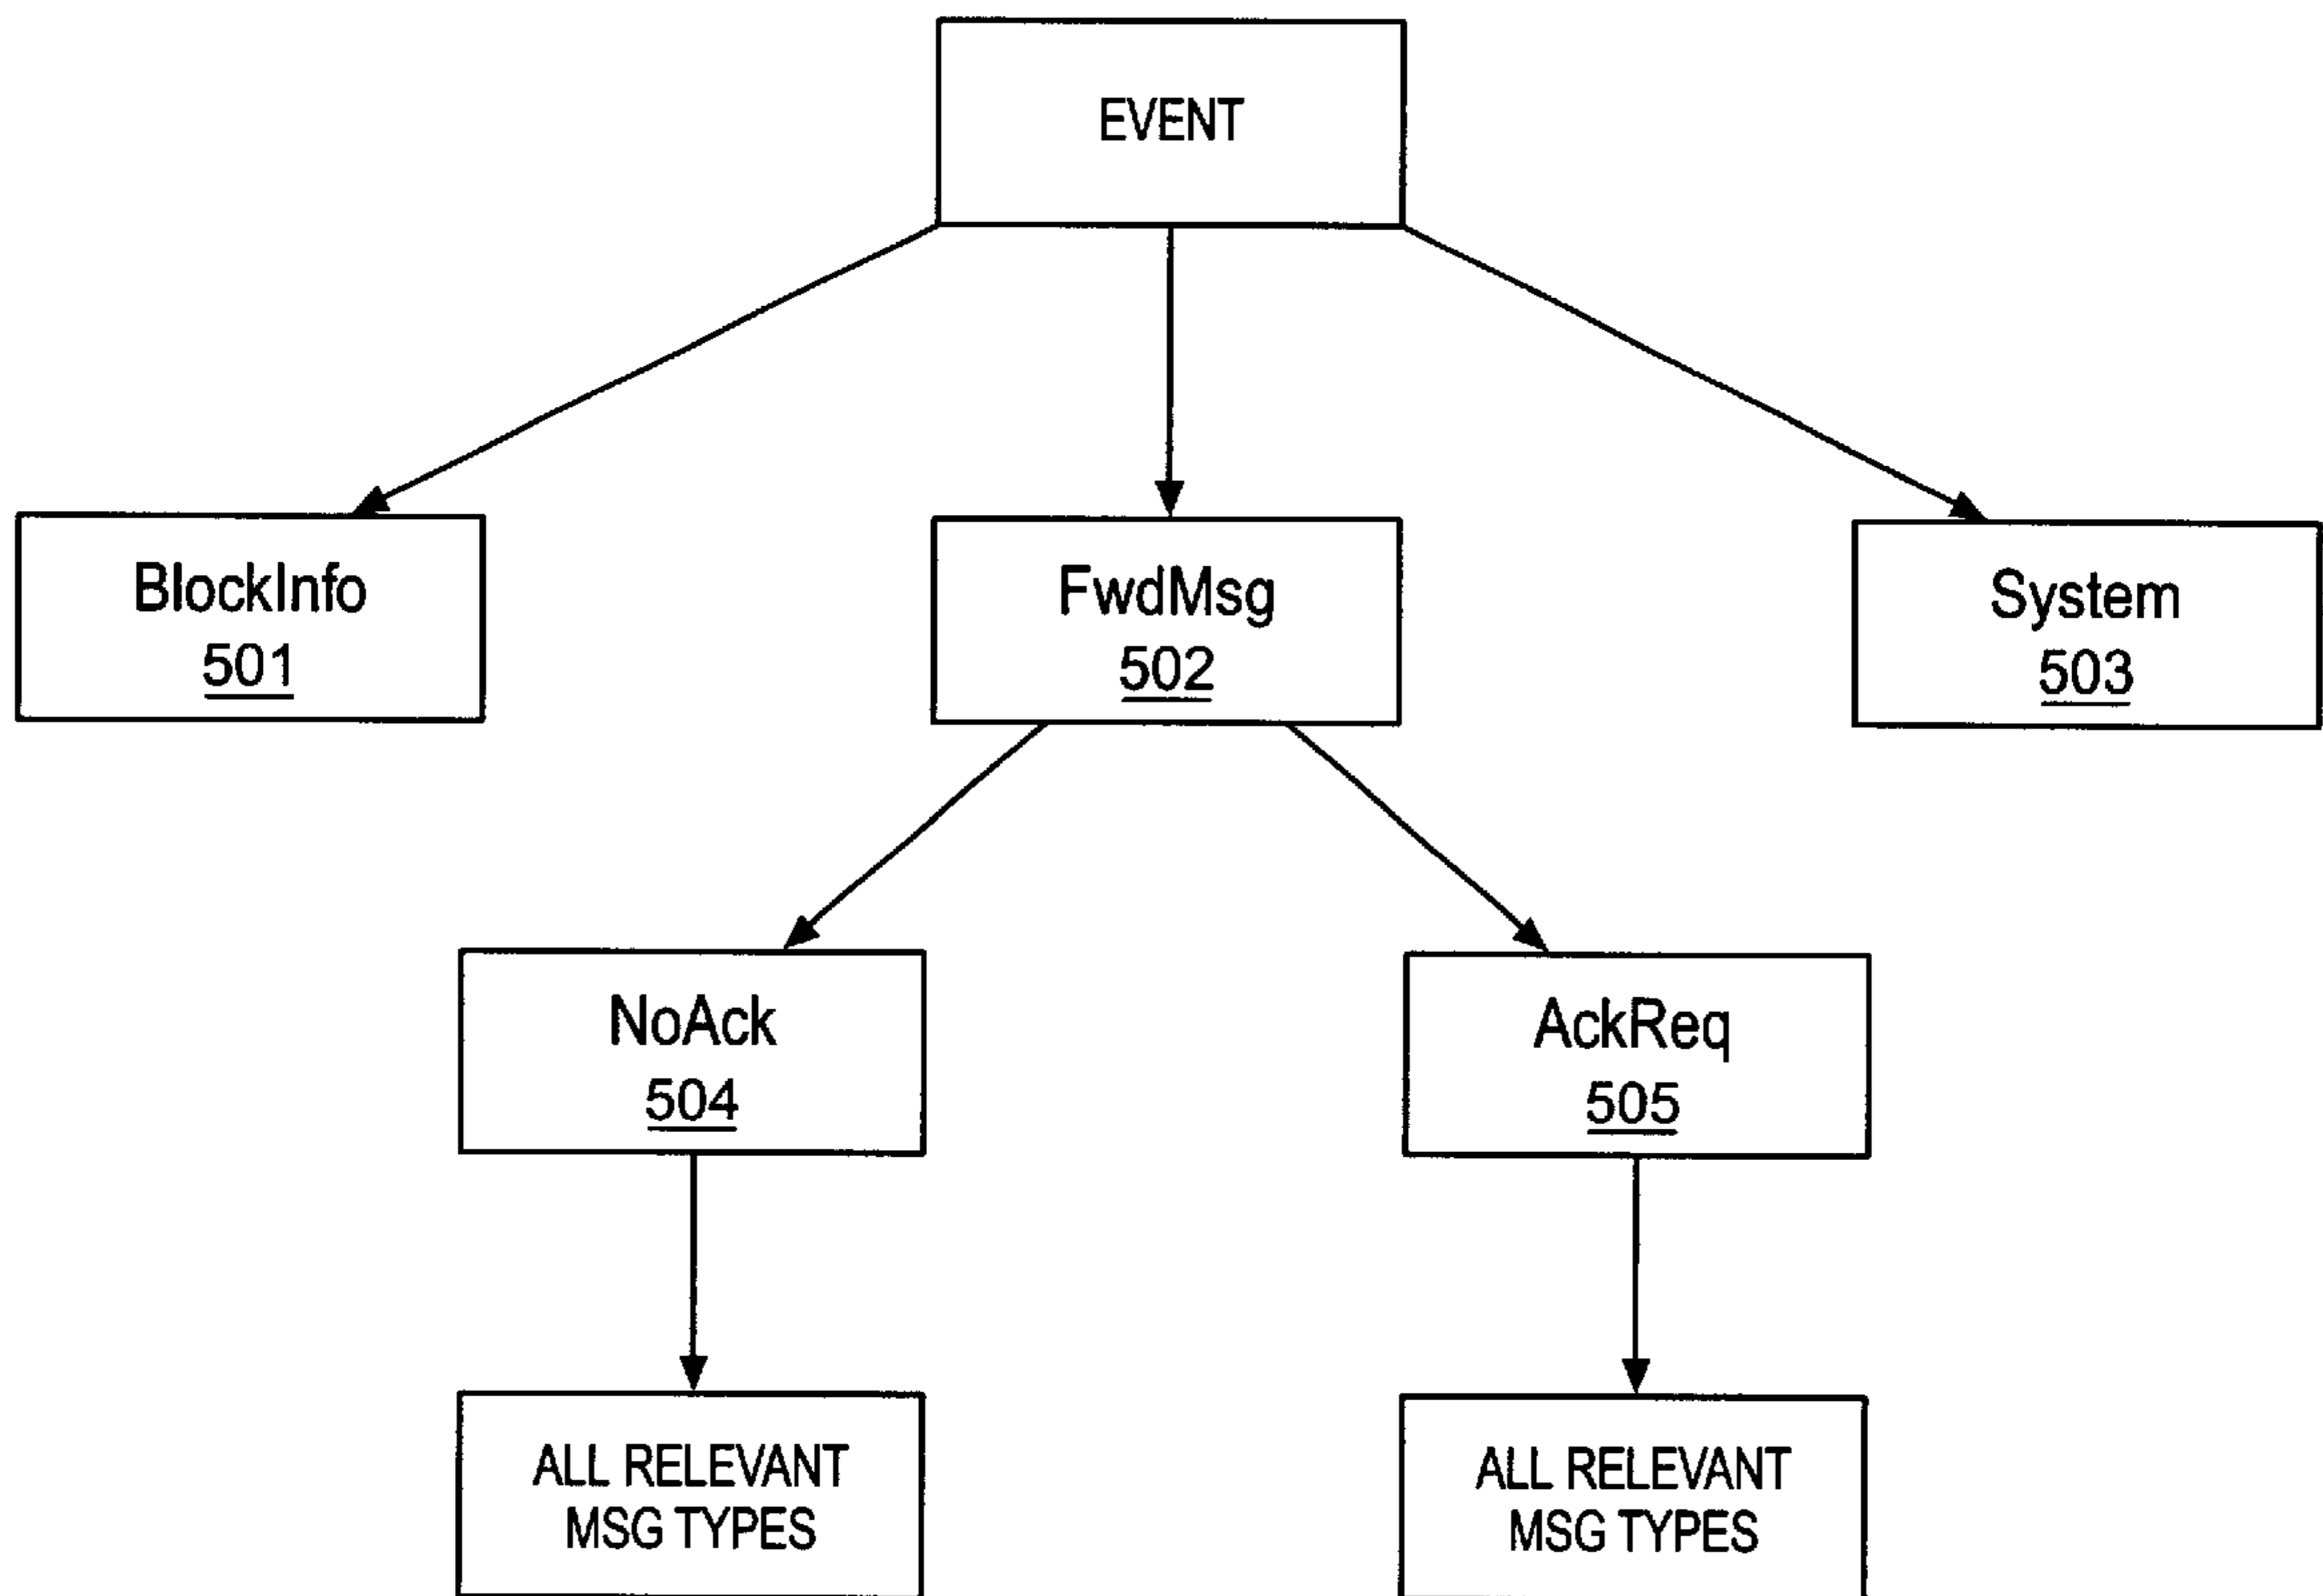 EVENT
BlockInfo
501
FwdMsg
502
System
503
NoAck
504
AckReq
505
ALL RELEVANT
MSG TYPES
ALL RELEVANT
MSG TYPES